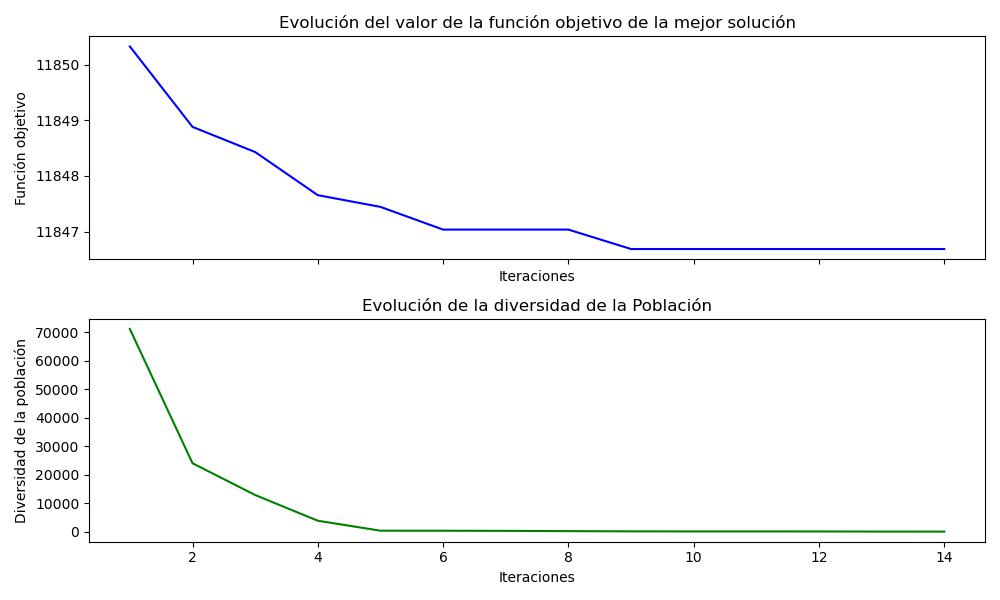 Evolución del valor de la función objetivo de la mejor solución
Función objetivo
11850
11849
11848
11847
Iteraciones
Evolución de la diversidad de la Población
Diversidad de la población
70000
60000
50000
40000
30000
20000
10000
0
2 4 6 8 10 12 14
Iteraciones